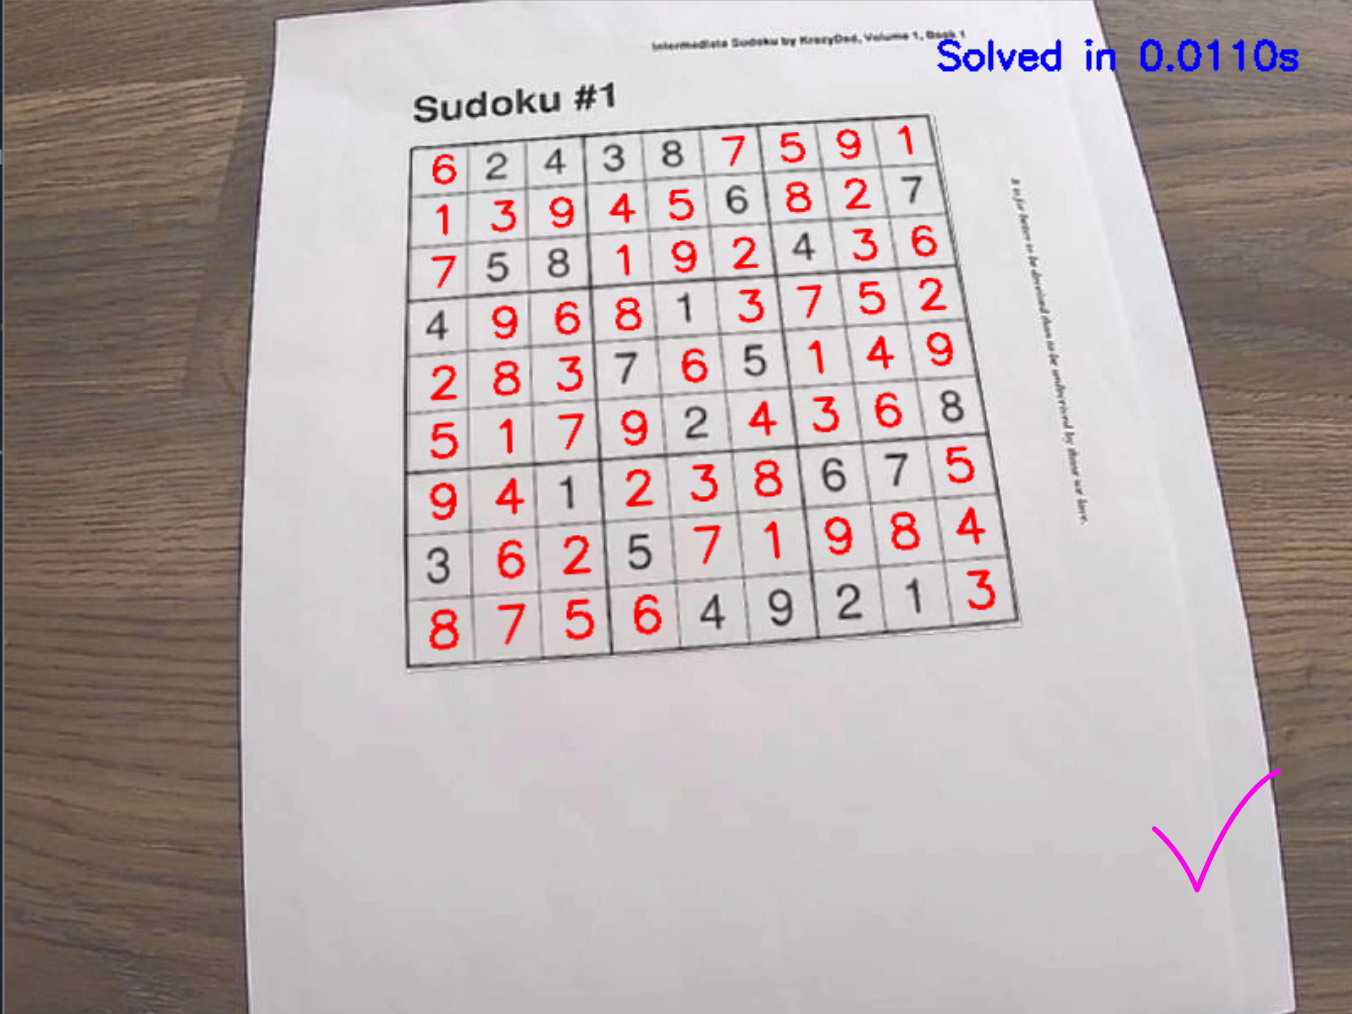 Intermediate Sudoku by KrazyDad, Volume 1, Book 1
Solved in 0.0110s
Sudoku #1
6 2 4 3 8 7 5 9 1
1 3 9 4 5 6 8 2 7
7 5 8 1 9 2 4 3 6
4 9 6 8 1 3 7 5 2
2 8 3 7 6 5 1 4 9
5 1 7 9 2 4 3 6 8
9 4 1 2 3 8 6 7 5
3 6 2 5 7 1 9 8 4
8 7 5 6 4 9 2 1 3
It is far better to be deceived than to be undeceived by those we love.